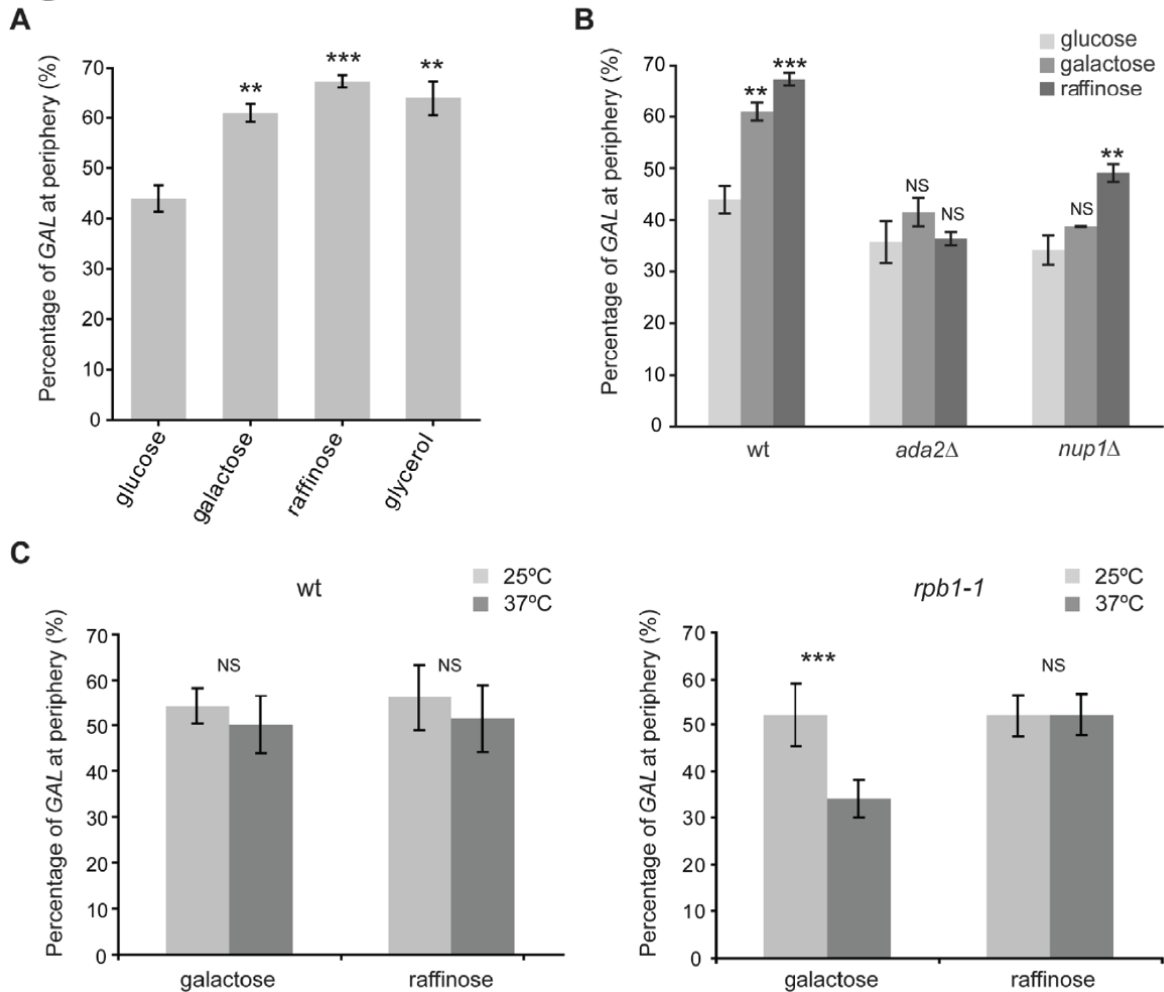 A
Percentage of GAL at periphery (%)
70
60
50
40
30
20
10
0
**
***
**
glucose
galactose
raffinose
glycerol
B
glucose
galactose
raffinose
Percentage of GAL at periphery (%)
70
60
50
40
30
20
10
0
**
***
NS
NS
NS
**
wt
ada2Δ
nup1Δ
C
wt
25ºC
37ºC
Percentage of GAL at periphery (%)
70
60
50
40
30
20
10
0
NS
NS
galactose
raffinose
rpb1-1
25ºC
37ºC
Percentage of GAL at periphery (%)
70
60
50
40
30
20
10
0
***
NS
galactose
raffinose